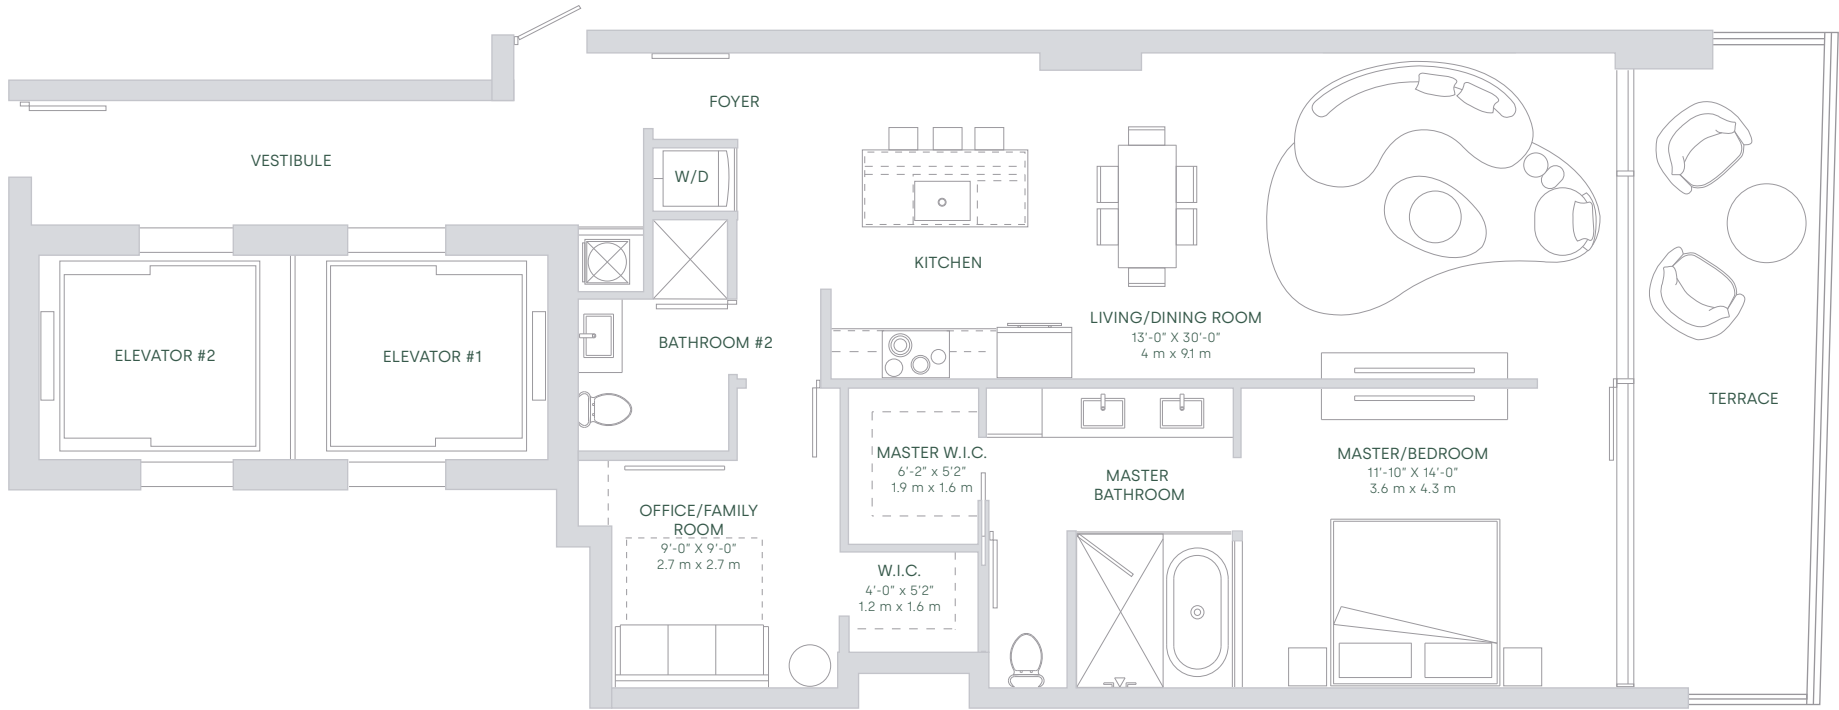 FOYER
VESTIBULE
W/D
KITCHEN
LIVING/DINING ROOM
13'-0" X 30'-0"
4 m x 9.1 m
BATHROOM #2
ELEVATOR #2
ELEVATOR #1
TERRACE
MASTER W.I.C.
6'-2" x 5'2"
1.9 m x 1.6 m
MASTER
BATHROOM
MASTER/BEDROOM
11'-10" X 14'-0"
3.6 m x 4.3 m
OFFICE/FAMILY
ROOM
9'-0" X 9'-0"
2.7 m x 2.7 m
W.I.C.
4'-0" x 5'2"
1.2 m x 1.6 m